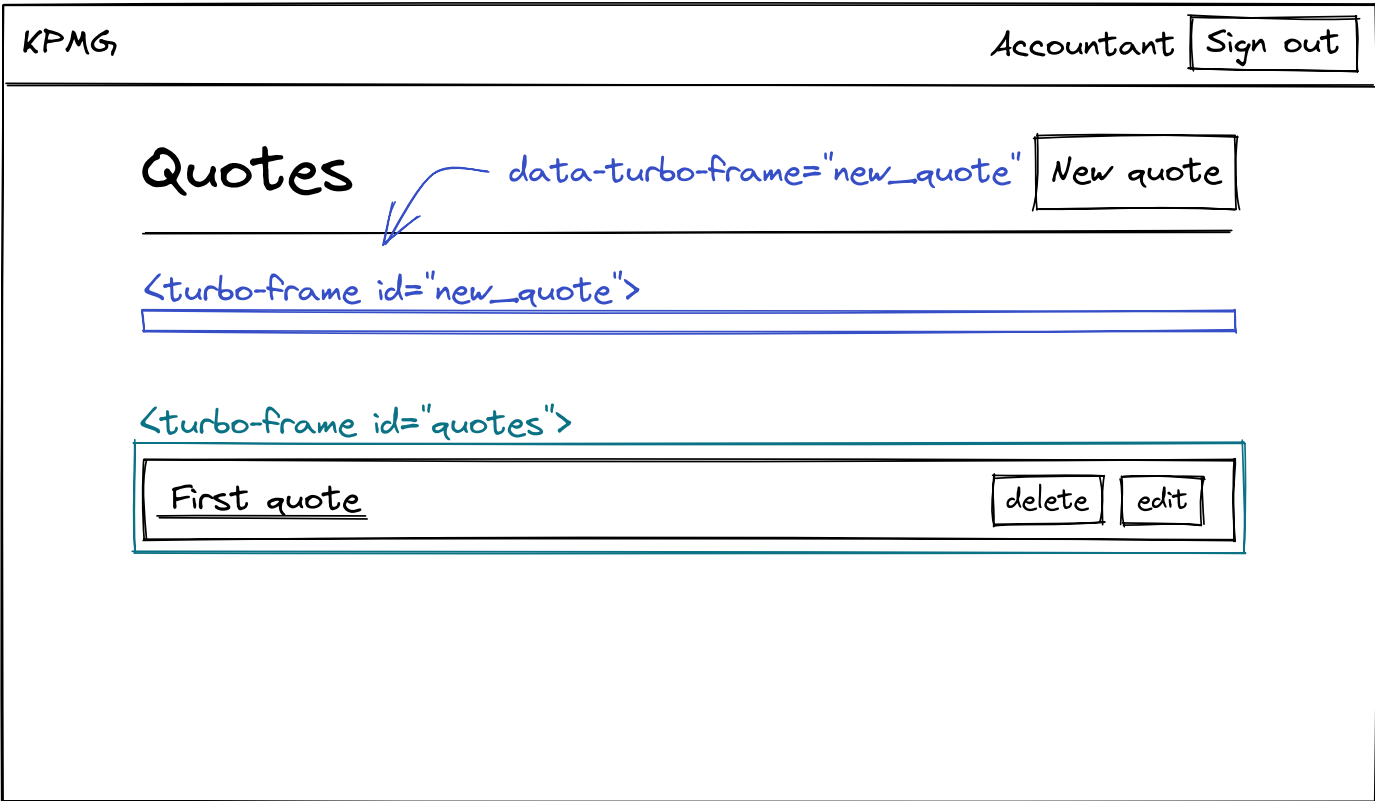 KPMG Accountant Sign out
Quotes data-turbo-frame="new_quote" New quote
<turbo-frame id="new_quote">
<turbo-frame id="quotes">
First quote delete edit